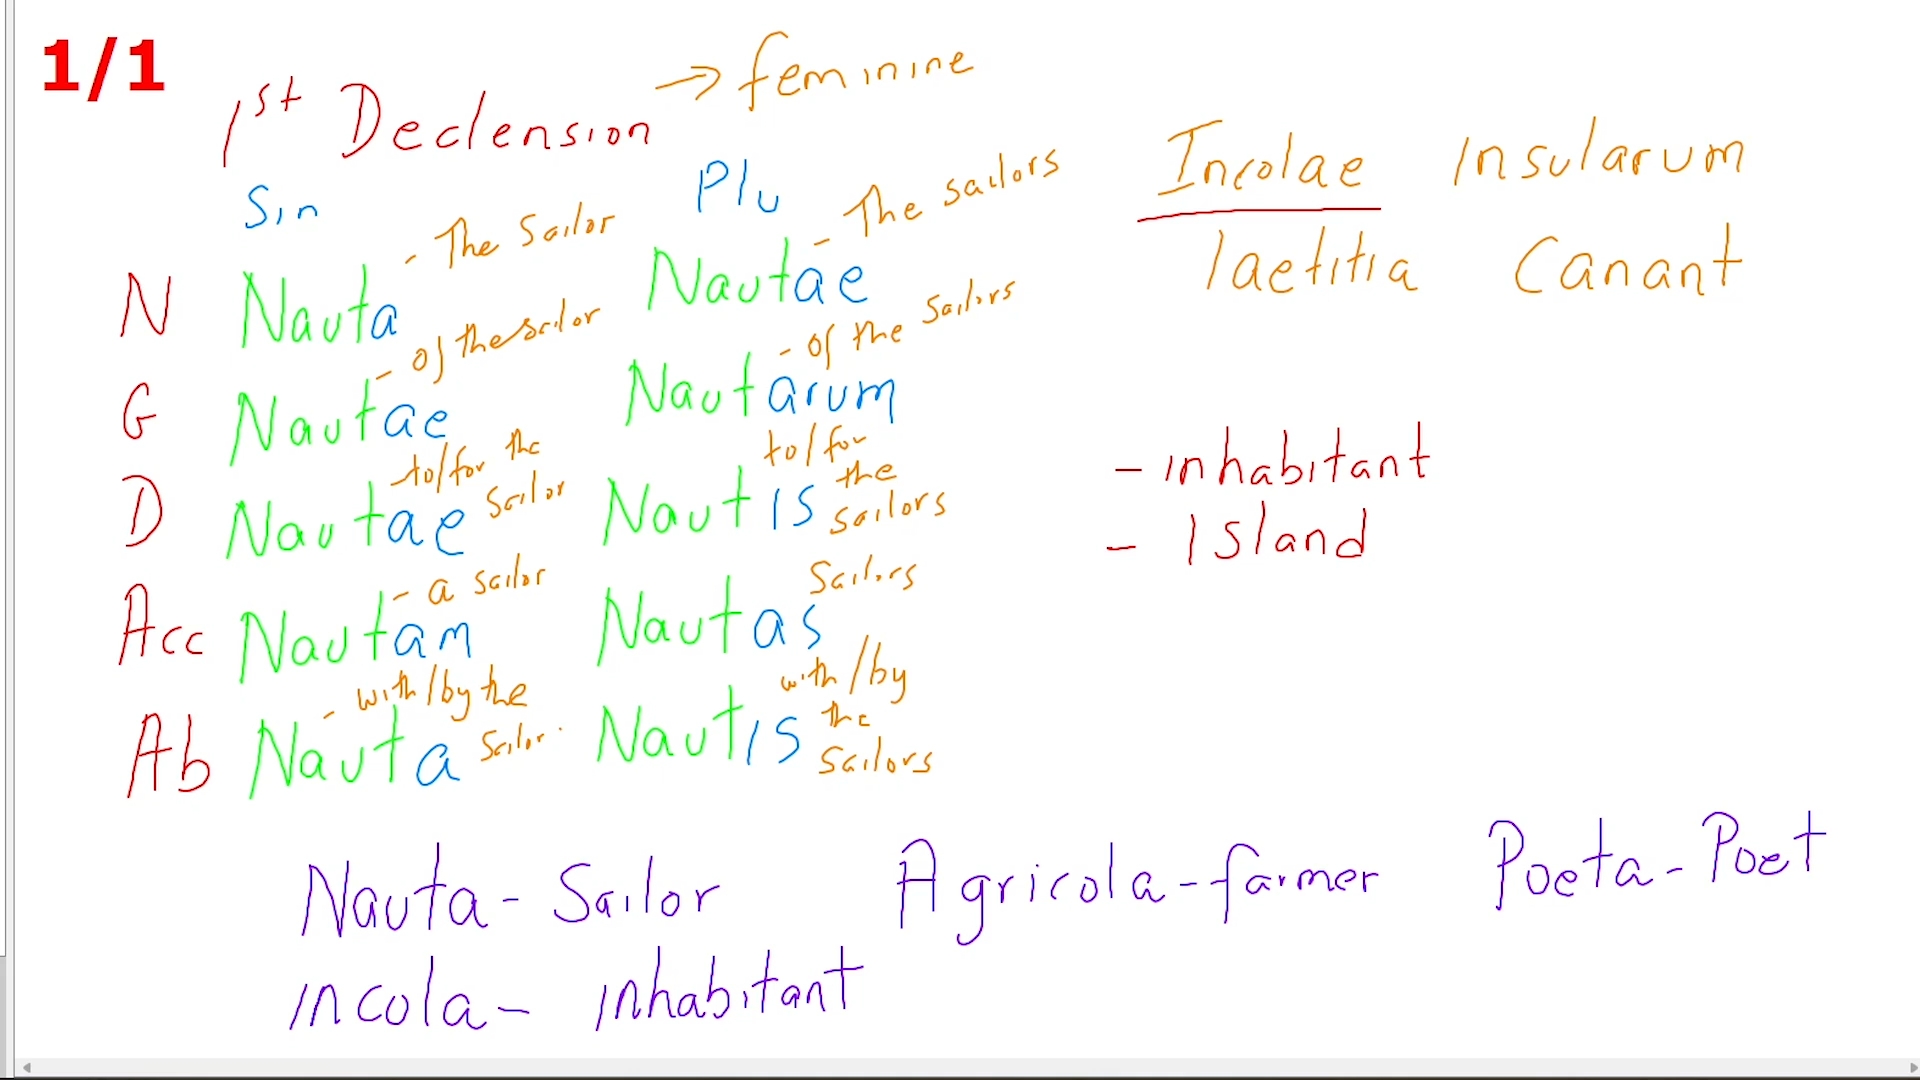 1/1
1st Declension → feminine
Sin Plu
N Nauta - The Sailor Nautae - The sailors
G Nautae - of the sailor Nautarum - of the sailors
D Nautae to/for the sailor Nautis to/for the sailors
Acc Nautam - a sailor Nautas sailors
Ab Nauta - with/by the sailor Nautis with/by the sailors
Incolae insularum
laetitia canant
- inhabitant
- Island
Nauta - Sailor Agricola - farmer Poeta - Poet
incola - inhabitant